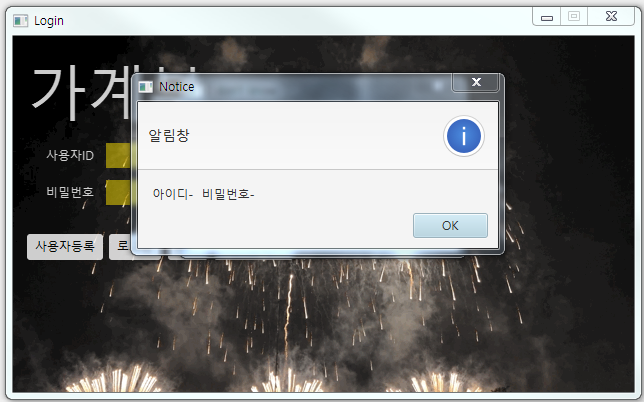 Login
가계
Notice
알림창
사용자ID
비밀번호
아이디- 비밀번호-
OK
사용자등록